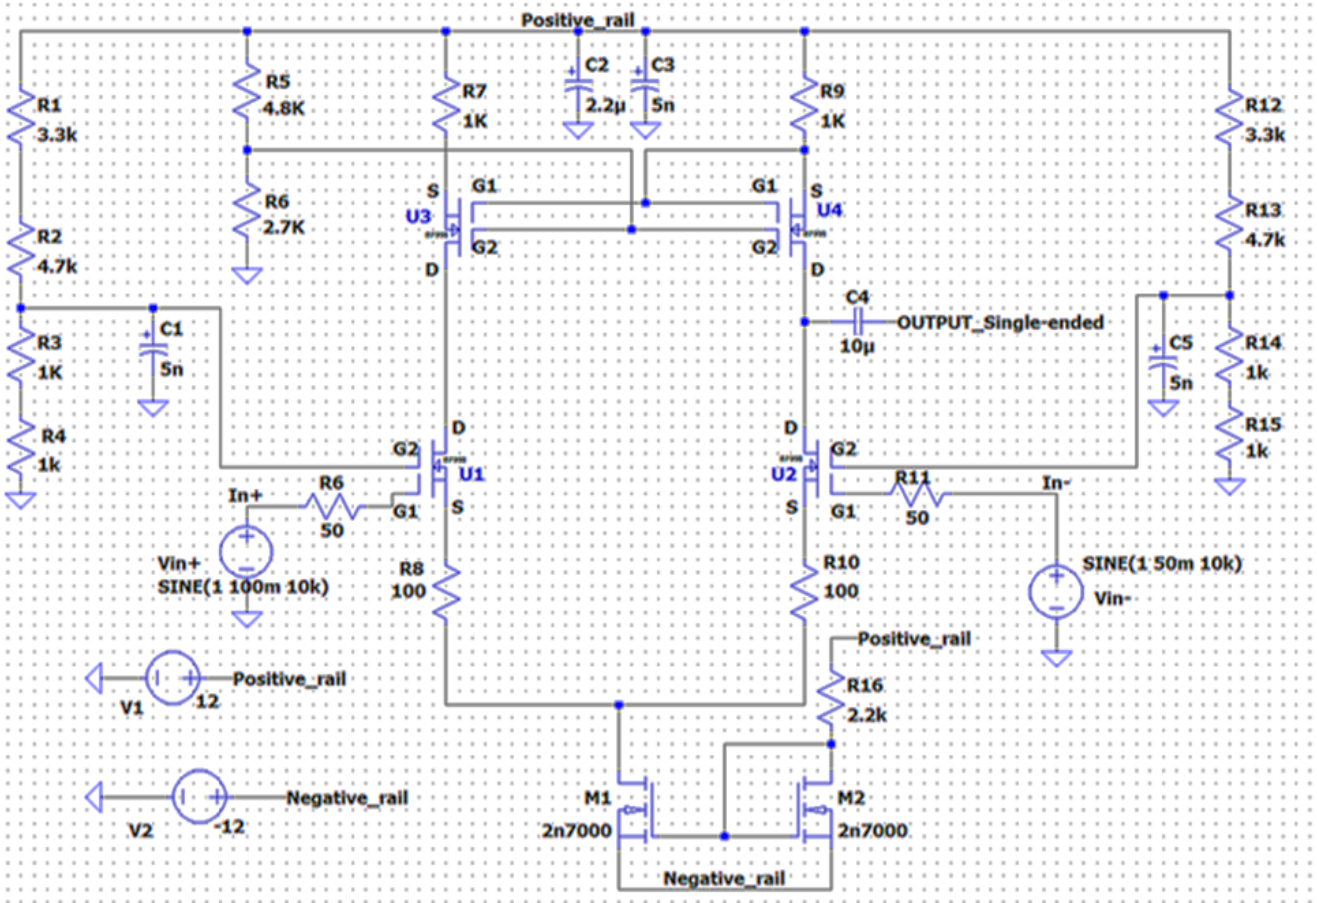 Positive_rail
R1
3.3k
R5
4.8K
R7
1K
C2
2.2µ
C3
5n
R9
1K
R12
3.3k
R2
4.7k
R6
2.7K
S
G1
U3
G2
D
G1
S
U4
G2
D
R13
4.7k
R3
1K
C1
5n
C4
10µ
OUTPUT_Single-ended
C5
5n
R14
1k
R4
1k
D
G2
U1
G1
S
D
G2
U2
G1
S
R15
1k
In+
R6
50
R11
50
In-
Vin+
SINE(1 100m 10k)
R8
100
R10
100
SINE(1 50m 10k)
Vin-
V1
12
Positive_rail
Positive_rail
R16
2.2k
V2
-12
Negative_rail
M1
2n7000
M2
2n7000
Negative_rail